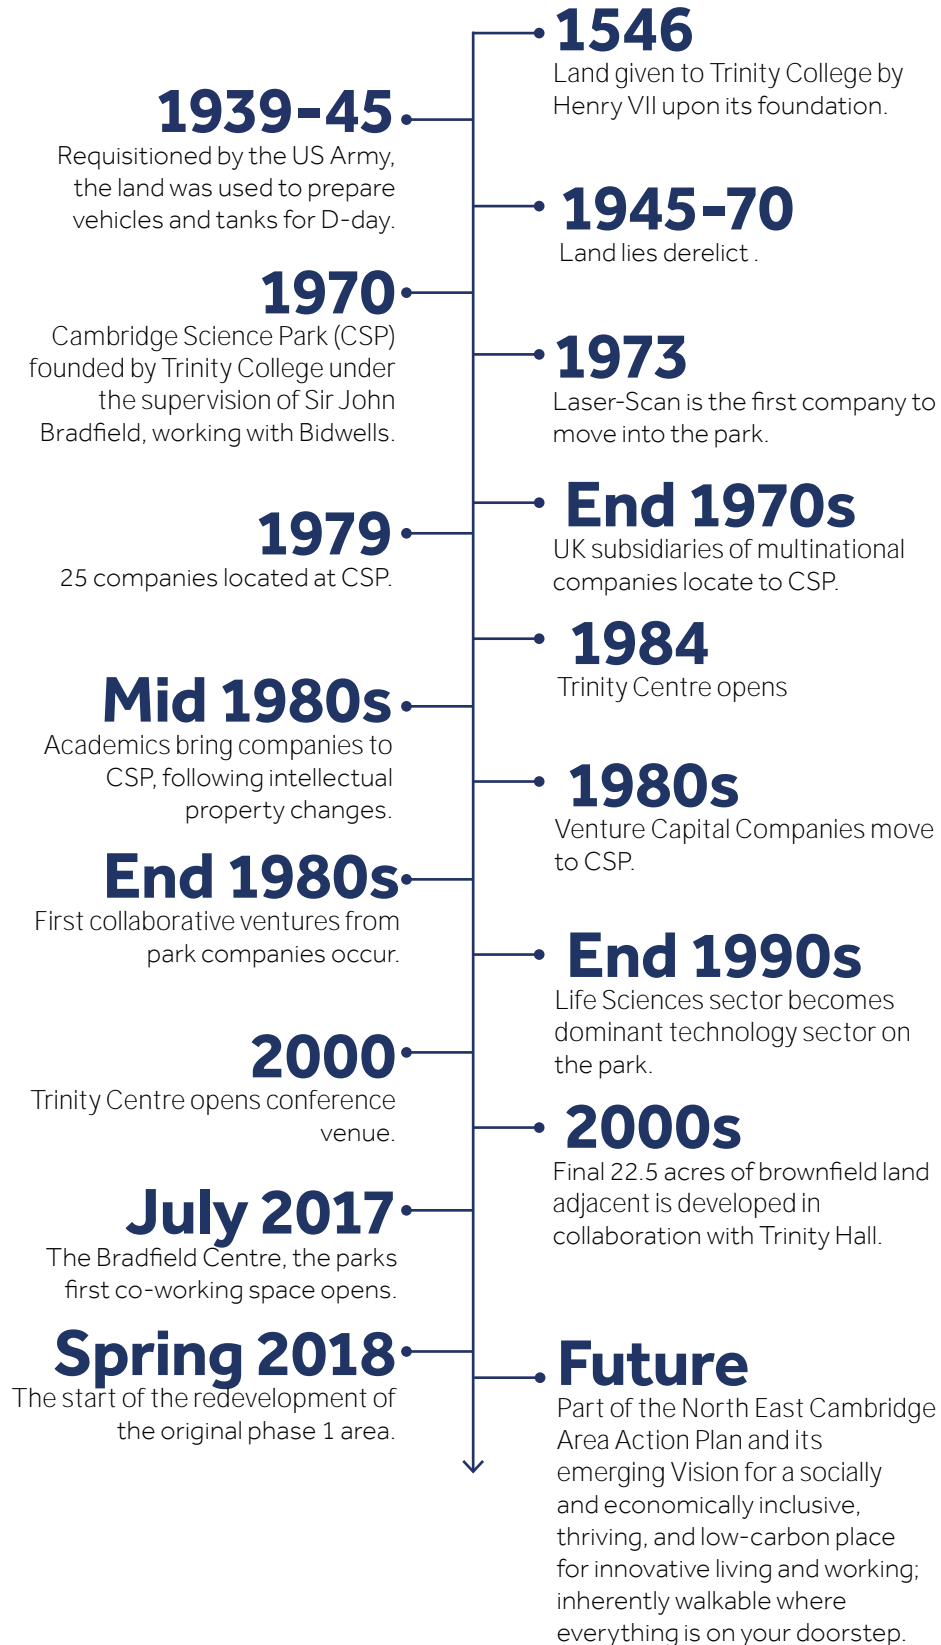 1546
Land given to Trinity College by
Henry VII upon its foundation.
1939-45
Requisitioned by the US Army,
the land was used to prepare
vehicles and tanks for D-day.
1945-70
Land lies derelict .
1970
Cambridge Science Park (CSP)
founded by Trinity College under
the supervision of Sir John
Bradfield, working with Bidwells.
1973
Laser-Scan is the first company to
move into the park.
End 1970s
UK subsidiaries of multinational
companies locate to CSP.
1979
25 companies located at CSP.
1984
Trinity Centre opens
Mid 1980s
Academics bring companies to
CSP, following intellectual
property changes.
1980s
Venture Capital Companies move
to CSP.
End 1980s
First collaborative ventures from
park companies occur.
End 1990s
Life Sciences sector becomes
dominant technology sector on
the park.
2000
Trinity Centre opens conference
venue.
2000s
Final 22.5 acres of brownfield land
adjacent is developed in
collaboration with Trinity Hall.
July 2017
The Bradfield Centre, the parks
first co-working space opens.
Spring 2018
The start of the redevelopment of
the original phase 1 area.
Future
Part of the North East Cambridge
Area Action Plan and its
emerging Vision for a socially
and economically inclusive,
thriving, and low-carbon place
for innovative living and working;
inherently walkable where
everything is on your doorstep.